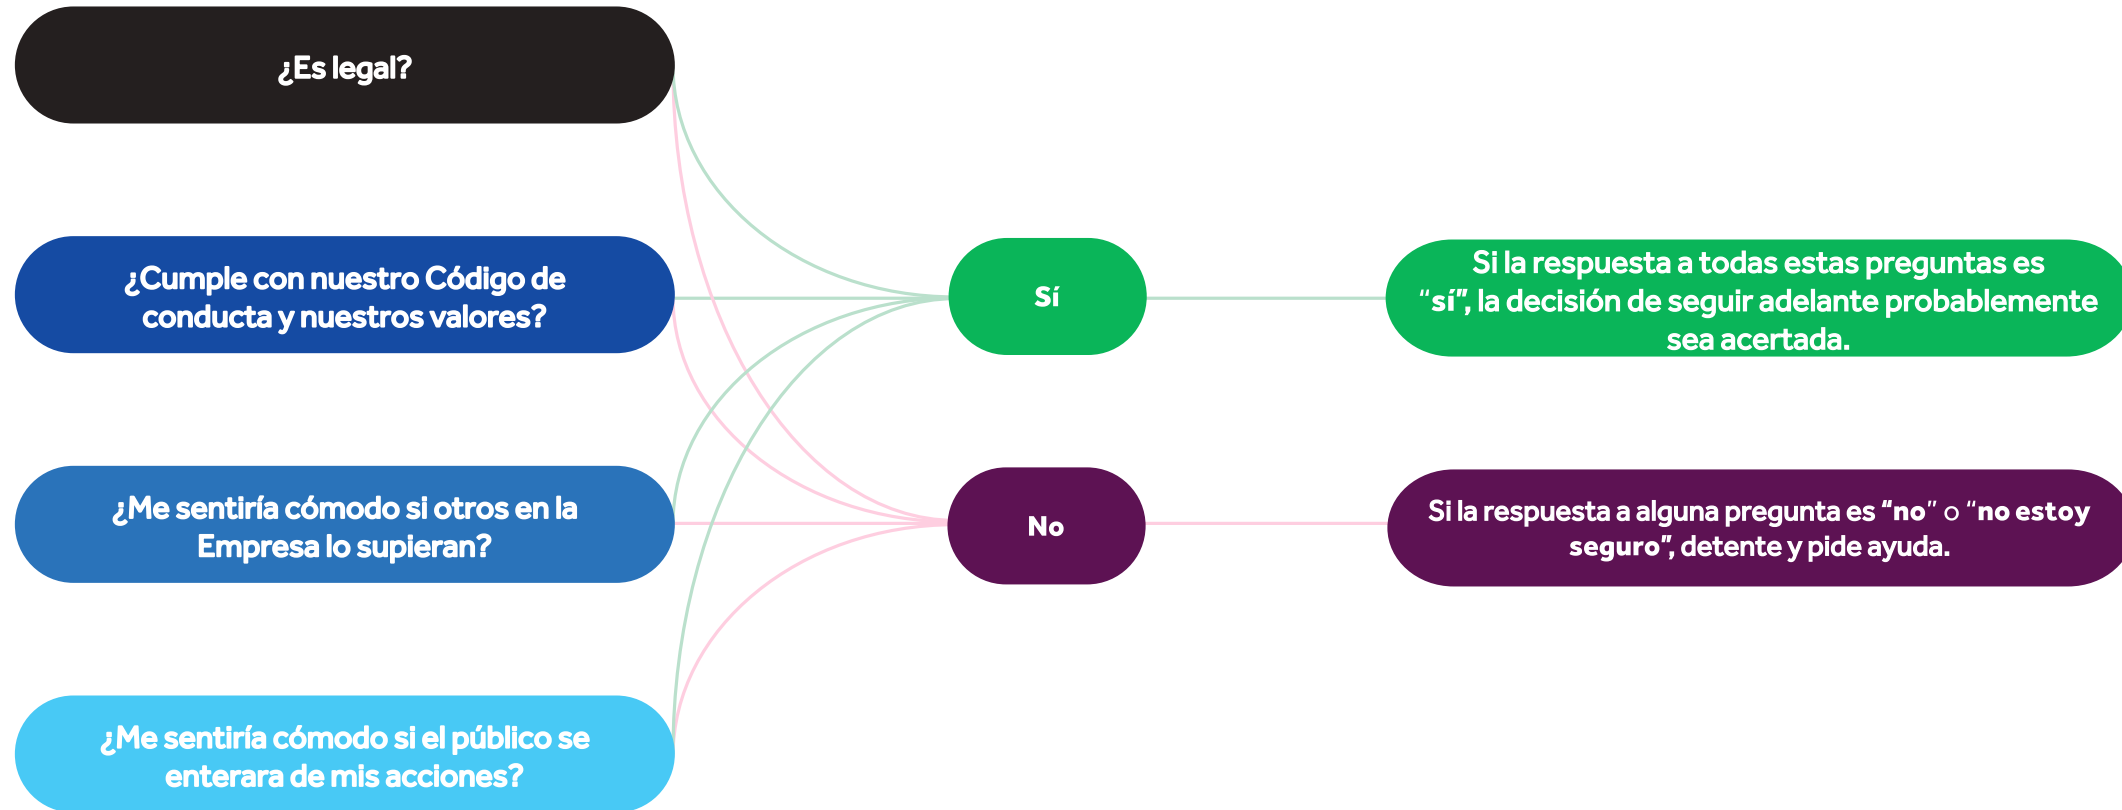 ¿Es legal?
¿Cumple con nuestro Código de
conducta y nuestros valores?
¿Me sentiría cómodo si otros en la
Empresa lo supieran?
¿Me sentiría cómodo si el público se
enterara de mis acciones?
Sí
No
Si la respuesta a todas estas preguntas es
“sí”, la decisión de seguir adelante probablemente
sea acertada.
Si la respuesta a alguna pregunta es “no” o “no estoy
seguro”, detente y pide ayuda.